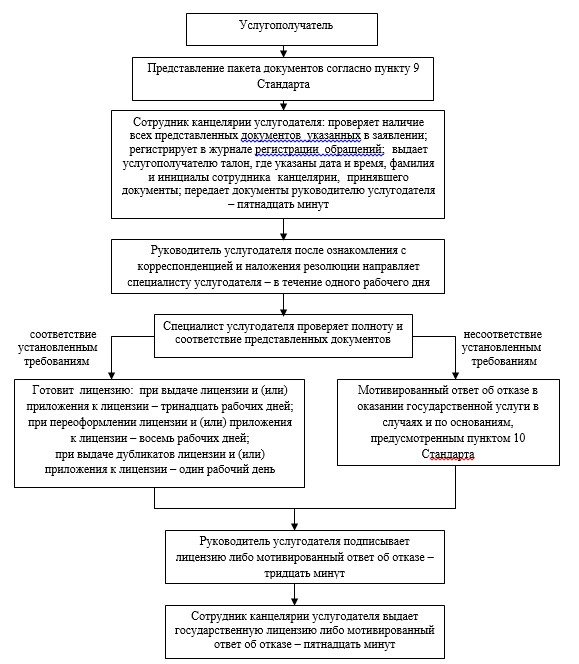 Услугополучатель
Представление пакета документов согласно пункту 9
Стандарта
Сотрудник канцелярии услугодателя: проверяет наличие
всех представленных документов указанных в заявлении;
регистрирует в журнале регистрации обращений; выдает
услугополучателю талон, где указаны дата и время, фамилия
и инициалы сотрудника канцелярии, принявшего
документы; передает документы руководителю услугодателя
– пятнадцать минут
Руководитель услугодателя после ознакомления с
корреспонденцией и наложения резолюции направляет
специалисту услугодателя – в течение одного рабочего дня
Специалист услугодателя проверяет полноту и
соответствие представленных документов
соответствие
установленным
требованиям
несоответствие
установленным
требованиям
Готовит лицензию: при выдаче лицензии и (или)
приложения к лицензии – тринадцать рабочих дней;
при переоформлении лицензии и (или) приложения
к лицензии – восемь рабочих дней;
при выдаче дубликатов лицензии и (или)
приложения к лицензии – один рабочий день
Мотивированный ответ об отказе в
оказании государственной услуги в
случаях и по основаниям,
предусмотренным пунктом 10
Стандарта
Руководитель услугодателя подписывает
лицензию либо мотивированный ответ об отказе –
тридцать минут
Сотрудник канцелярии услугодателя выдает
государственную лицензию либо мотивированный
ответ об отказе – пятнадцать минут